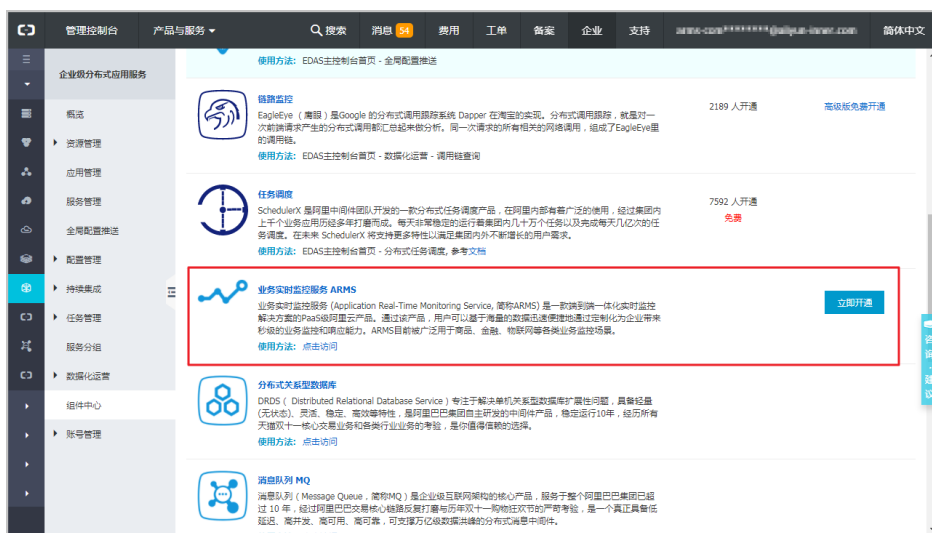 管理控制台 产品与服务 搜索 消息 54 费用 工单 备案 企业 支持 简体中文
企业级分布式应用服务
概览
资源管理
应用管理
服务管理
全局配置推送
配置管理
持续集成
任务管理
服务分组
数据化运营
组件中心
账号管理
使用方法: EDAS主控制台首页 - 全局配置推送
链路监控
EagleEye（鹰眼）是Google 的分布式调用跟踪系统 Dapper 在淘宝的实现。分布式调用跟踪，就是对一
次前端请求产生的分布式调用都汇总起来做分析。同一次请求的所有相关的网络调用，组成了EagleEye里
的调用链。
使用方法: EDAS主控制台首页 - 数据化运营 - 调用链查询
2189 人开通
高级版免费开通
任务调度
SchedulerX 是阿里中间件团队开发的一款分布式任务调度产品，在阿里内部有着广泛的使用，经过集团内
上千个业务应用历经多年打磨而成。每天非常稳定的运行着集团内几十万个任务以及完成每天几亿次的任
务调度。在未来 SchedulerX 将支持更多特性以满足集团内外不断增长的用户需求。
使用方法: EDAS主控制台首页 - 分布式任务调度, 参考文档
7592 人开通
免费
业务实时监控服务 ARMS
业务实时监控服务 (Application Real-Time Monitoring Service, 简称ARMS) 是一款端到端一体化实时监控
解决方案的PaaS级阿里云产品。通过该产品，用户可以基于海量的数据迅速便捷地通过定制化为企业带来
秒级的业务监控和响应能力。ARMS目前被广泛用于商品、金融、物联网等各类业务监控场景。
使用方法: 点击访问
立即开通
分布式关系型数据库
DRDS（ Distributed Relational Database Service）专注于解决单机关系型数据库扩展性问题，具备轻量
(无状态)、灵活、稳定、高效等特性，是阿里巴巴集团自主研发的中间件产品，稳定运行10年，经历所有
天猫双十一核心交易业务和各类行业业务的考验，是你值得信赖的选择。
使用方法: 点击访问
消息队列 MQ
消息队列（Message Queue，简称MQ）是企业级互联网架构的核心产品，服务于整个阿里巴巴集团已超
过 10 年，经过阿里巴巴交易核心链路反复打磨与历年双十一购物狂欢节的严苛考验，是一个真正具备低
延迟、高并发、高可用、高可靠，可支撑万亿级数据洪峰的分布式消息中间件。
咨询·建议